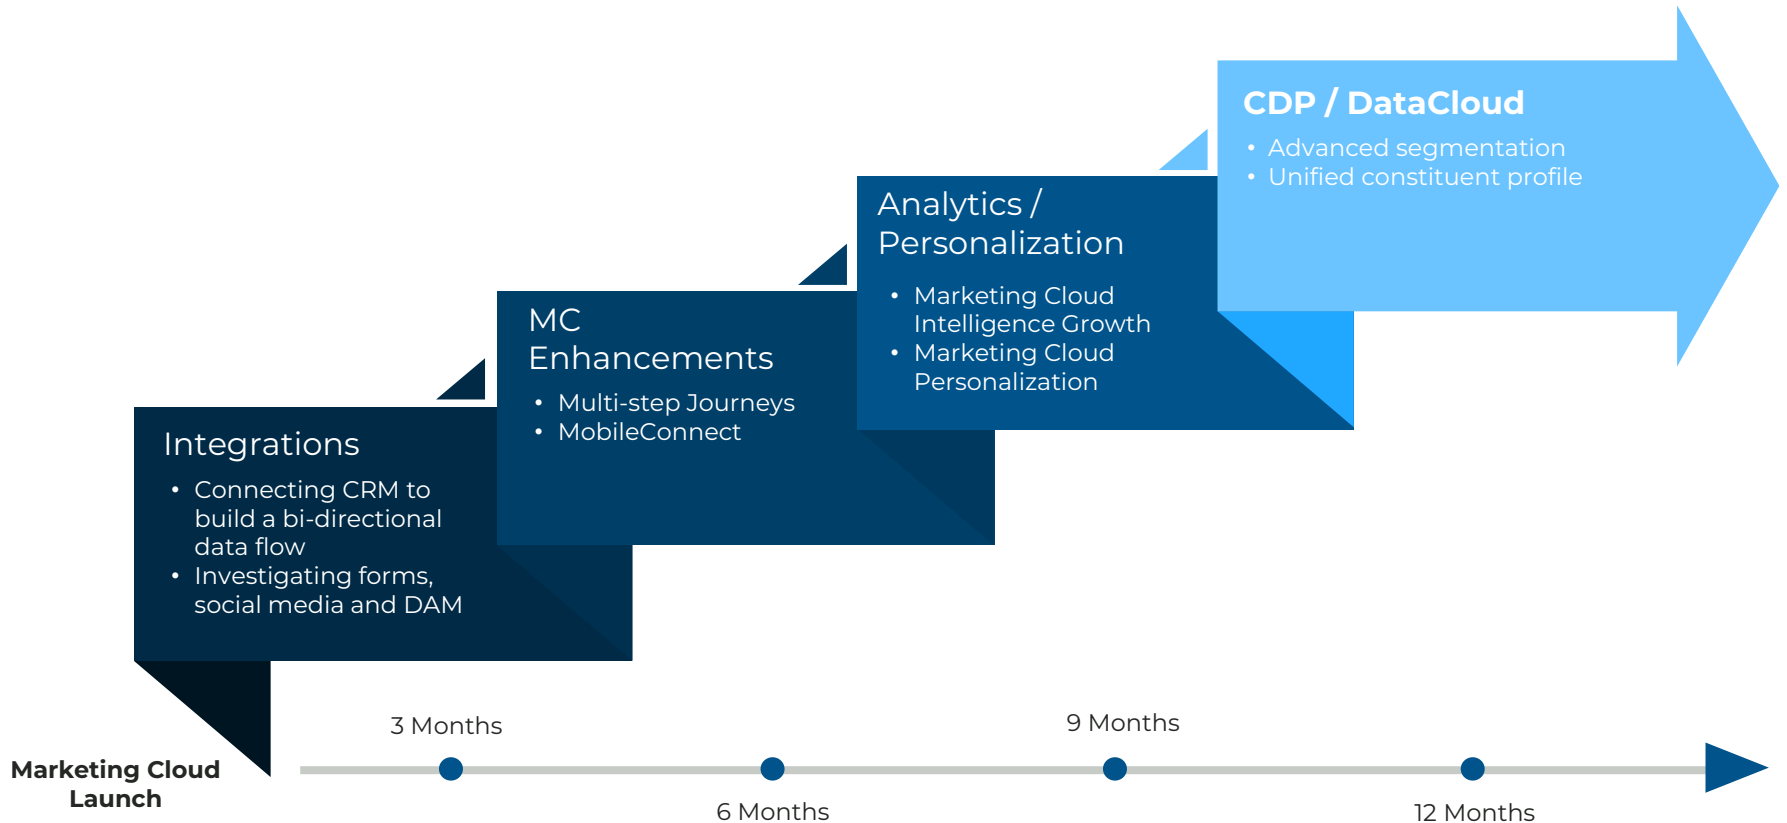 CDP / DataCloud
• Advanced segmentation
• Unified constituent profile
Analytics /
Personalization
• Marketing Cloud
Intelligence Growth
• Marketing Cloud
Personalization
MC
Enhancements
• Multi-step Journeys
• MobileConnect
Integrations
• Connecting CRM to
build a bi-directional
data flow
• Investigating forms,
social media and DAM
Marketing Cloud
Launch
3 Months
6 Months
9 Months
12 Months